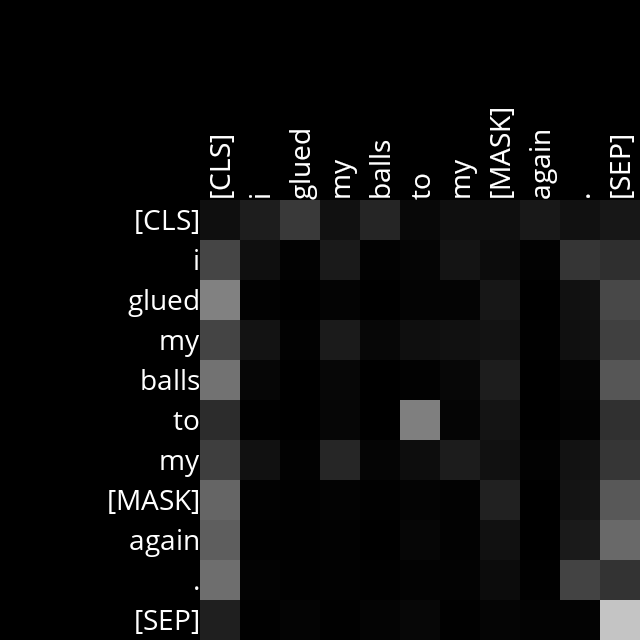 [CLS] i glued my balls to my [MASK] again . [SEP]
[CLS]
i
glued
my
balls
to
my
[MASK]
again
.
[SEP]